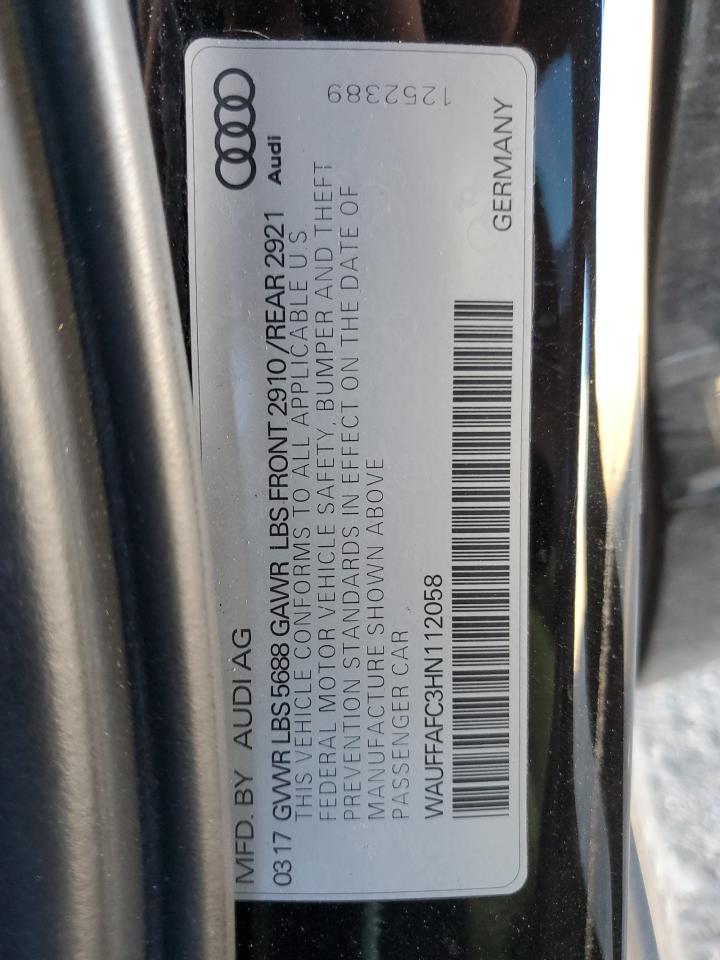 MFD. BY AUDI AG
Audi
03 17 GVWR LBS 5688 GAWR LBS FRONT 2910/REAR 2921
THIS VEHICLE CONFORMS TO ALL APPLICABLE U.S.
FEDERAL MOTOR VEHICLE SAFETY, BUMPER AND THEFT
PREVENTION STANDARDS IN EFFECT ON THE DATE OF
MANUFACTURE SHOWN ABOVE
PASSENGER CAR
1252389
WAUFFAFC3HN112058
GERMANY